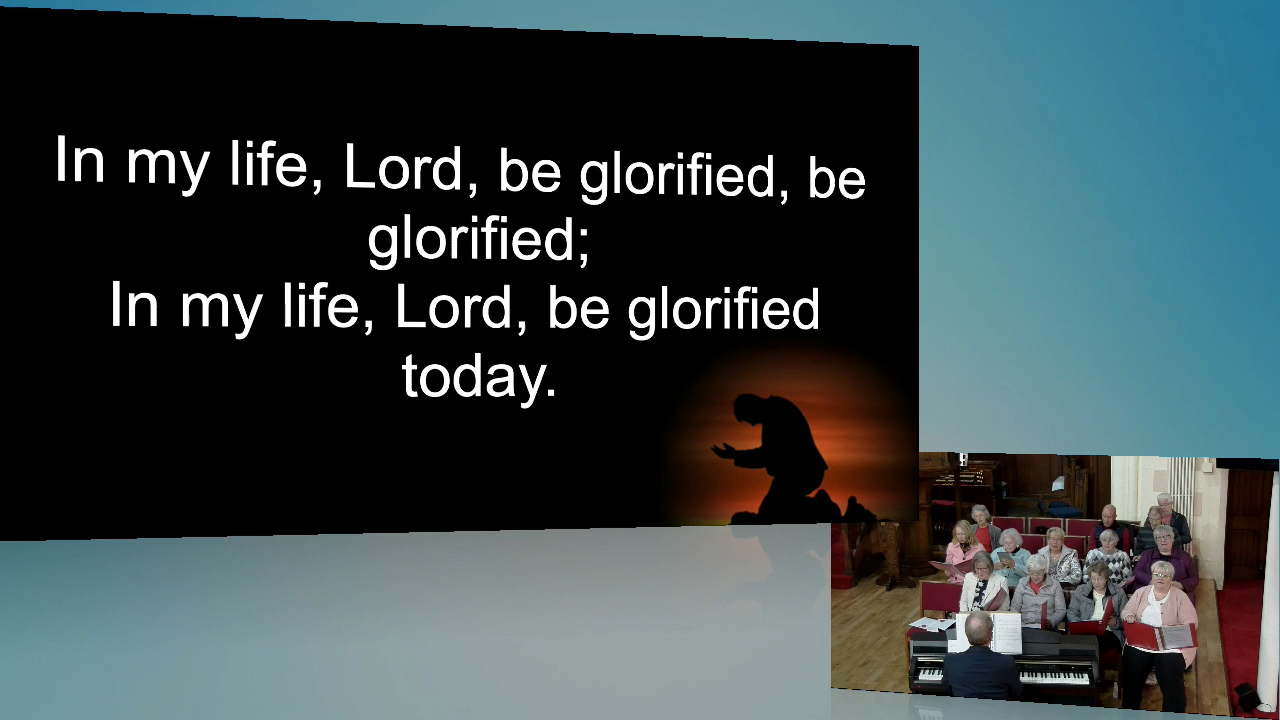 In my life, Lord, be glorified, be
glorified;
In my life, Lord, be glorified
today.